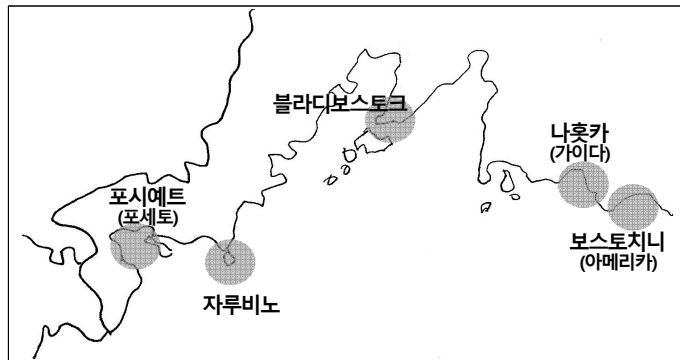 블라디보스토크
나홋카
(가이다)
포시예트
(포세토)
보스토치니
(아메리카)
자루비노